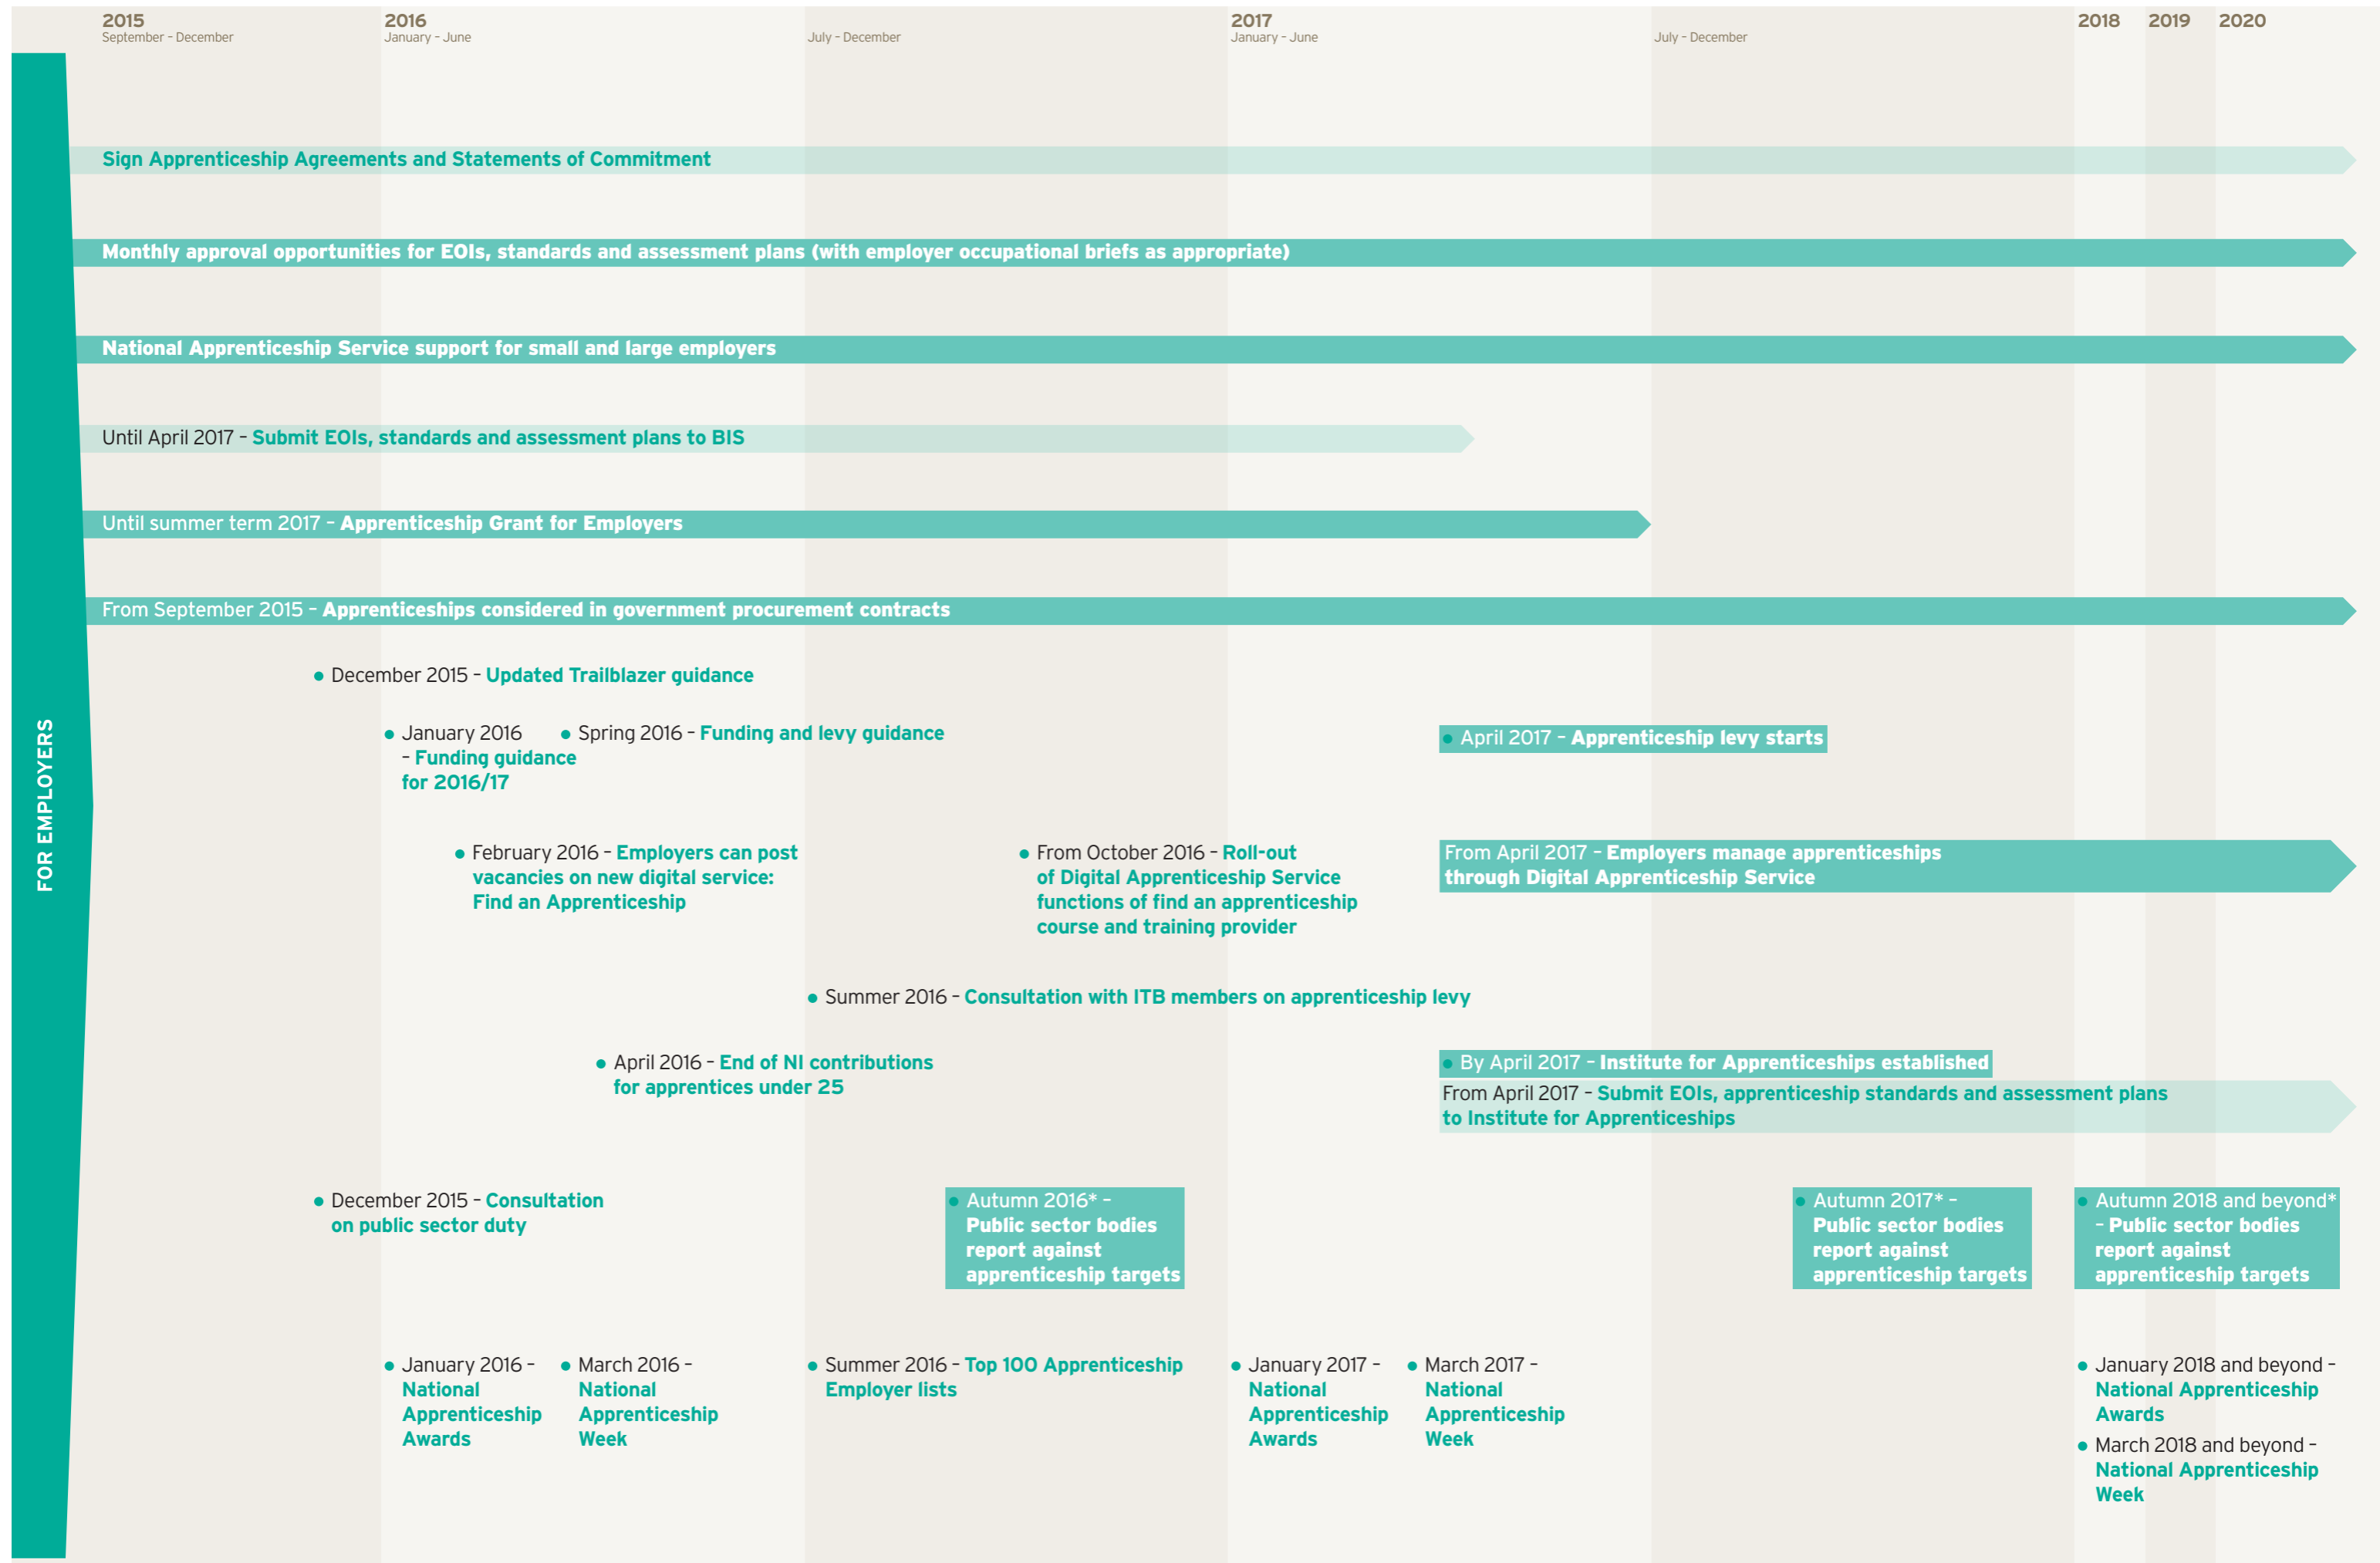 2015
September – December
2016
January – June
July – December
2017
January – June
July – December
2018
2019
2020
FOR EMPLOYERS
Sign Apprenticeship Agreements and Statements of Commitment
Monthly approval opportunities for EOIs, standards and assessment plans (with employer occupational briefs as appropriate)
National Apprenticeship Service support for small and large employers
Until April 2017 – Submit EOIs, standards and assessment plans to BIS
Until summer term 2017 – Apprenticeship Grant for Employers
From September 2015 – Apprenticeships considered in government procurement contracts
• December 2015 – Updated Trailblazer guidance
• January 2016
– Funding guidance
for 2016/17
• Spring 2016 – Funding and levy guidance
• April 2017 – Apprenticeship levy starts
• February 2016 – Employers can post
vacancies on new digital service:
Find an Apprenticeship
• From October 2016 – Roll-out
of Digital Apprenticeship Service
functions of find an apprenticeship
course and training provider
From April 2017 – Employers manage apprenticeships
through Digital Apprenticeship Service
• Summer 2016 – Consultation with ITB members on apprenticeship levy
• April 2016 – End of NI contributions
for apprentices under 25
• By April 2017 – Institute for Apprenticeships established
From April 2017 – Submit EOIs, apprenticeship standards and assessment plans
to Institute for Apprenticeships
• December 2015 – Consultation
on public sector duty
• Autumn 2016* –
Public sector bodies
report against
apprenticeship targets
• Autumn 2017* –
Public sector bodies
report against
apprenticeship targets
• Autumn 2018 and beyond*
– Public sector bodies
report against
apprenticeship targets
• January 2016 –
National
Apprenticeship
Awards
• March 2016 –
National
Apprenticeship
Week
• Summer 2016 – Top 100 Apprenticeship
Employer lists
• January 2017 –
National
Apprenticeship
Awards
• March 2017 –
National
Apprenticeship
Week
• January 2018 and beyond –
National Apprenticeship
Awards
• March 2018 and beyond –
National Apprenticeship
Week